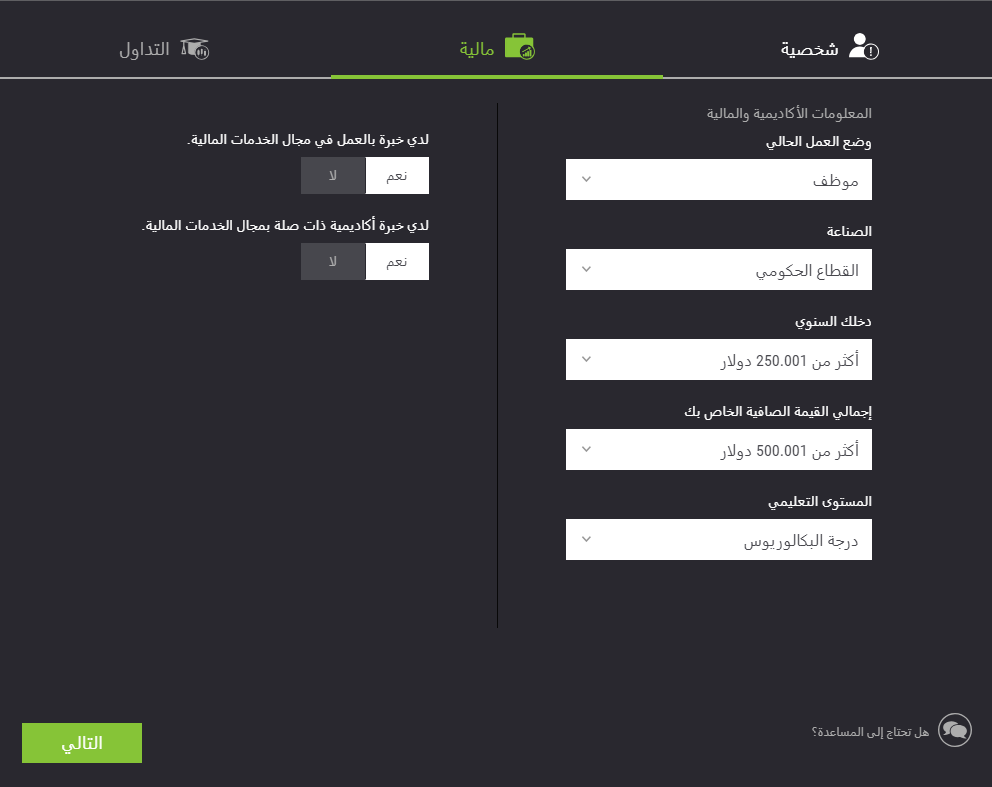 شخصية
مالية
التداول
المعلومات الأكاديمية والمالية
وضع العمل الحالي
موظف
الصناعة
القطاع الحكومي
دخلك السنوي
أكثر من 250.001 دولار
إجمالي القيمة الصافية الخاص بك
أكثر من 500.001 دولار
المستوى التعليمي
درجة البكالوريوس
لدي خبرة بالعمل في مجال الخدمات المالية.
نعم لا
لدي خبرة أكاديمية ذات صلة بمجال الخدمات المالية.
نعم لا
هل تحتاج إلى المساعدة؟
التالي